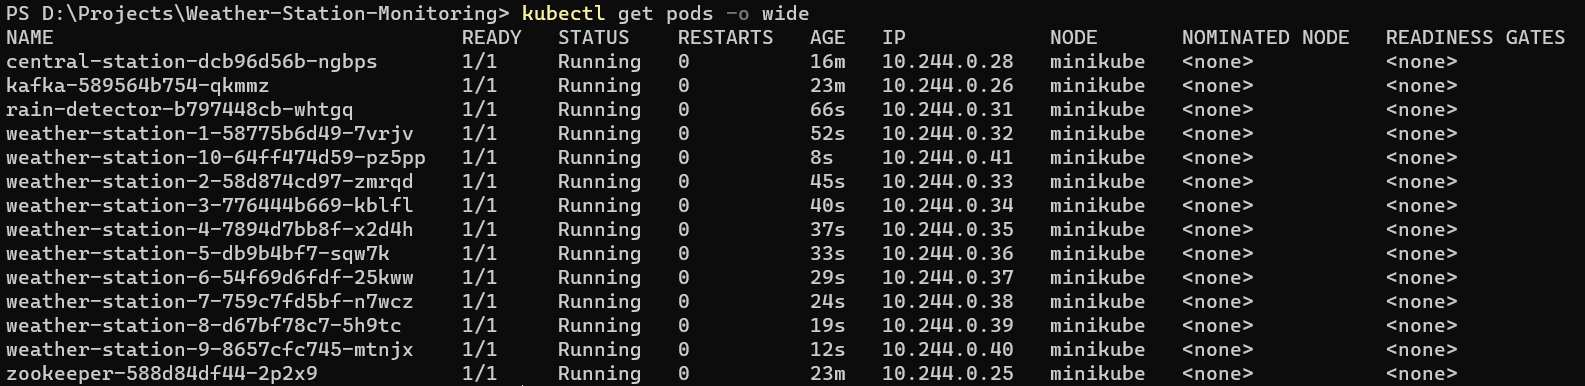 PS D:\Projects\Weather-Station-Monitoring> kubectl get pods -o wide
NAME READY STATUS RESTARTS AGE IP NODE NOMINATED NODE READINESS GATES
central-station-dcb96d56b-ngbps 1/1 Running 0 16m 10.244.0.28 minikube <none> <none>
kafka-589564b754-qkmmz 1/1 Running 0 23m 10.244.0.26 minikube <none> <none>
rain-detector-b797448cb-whtgq 1/1 Running 0 66s 10.244.0.31 minikube <none> <none>
weather-station-1-58775b6d49-7vrjv 1/1 Running 0 52s 10.244.0.32 minikube <none> <none>
weather-station-10-64ff474d59-pz5pp 1/1 Running 0 8s 10.244.0.41 minikube <none> <none>
weather-station-2-58d874cd97-zmrqd 1/1 Running 0 45s 10.244.0.33 minikube <none> <none>
weather-station-3-776444b669-kblfl 1/1 Running 0 40s 10.244.0.34 minikube <none> <none>
weather-station-4-7894d7bb8f-x2d4h 1/1 Running 0 37s 10.244.0.35 minikube <none> <none>
weather-station-5-db9b4bf7-sqw7k 1/1 Running 0 33s 10.244.0.36 minikube <none> <none>
weather-station-6-54f69d6fdf-25kww 1/1 Running 0 29s 10.244.0.37 minikube <none> <none>
weather-station-7-759c7fd5bf-n7wcz 1/1 Running 0 24s 10.244.0.38 minikube <none> <none>
weather-station-8-d67bf78c7-5h9tc 1/1 Running 0 19s 10.244.0.39 minikube <none> <none>
weather-station-9-8657cfc745-mtnjx 1/1 Running 0 12s 10.244.0.40 minikube <none> <none>
zookeeper-588d84df44-2p2x9 1/1 Running 0 23m 10.244.0.25 minikube <none> <none>